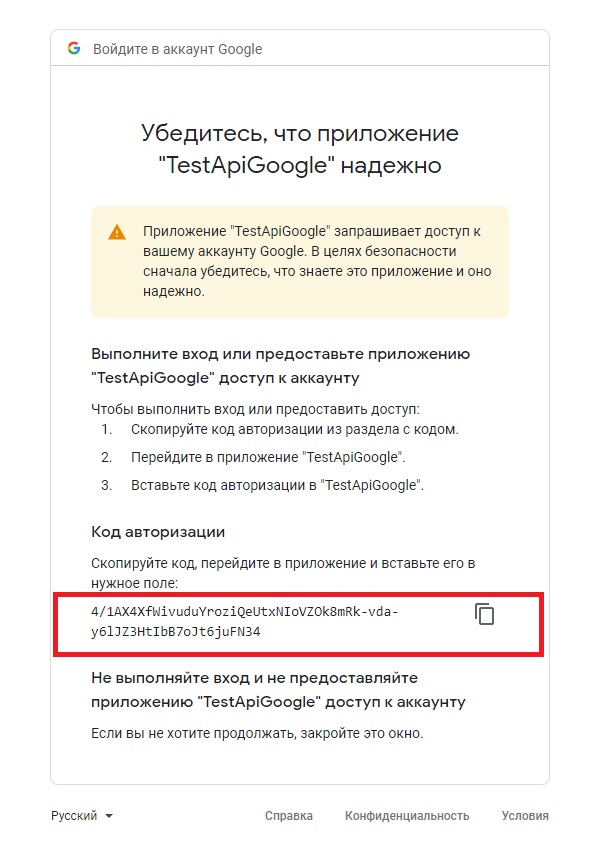 Войдите в аккаунт Google
Убедитесь, что приложение
"TestApiGoogle" надежно
Приложение "TestApiGoogle" запрашивает доступ к
вашему аккаунту Google. В целях безопасности
сначала убедитесь, что знаете это приложение и оно
надежно.
Выполните вход или предоставьте приложению
"TestApiGoogle" доступ к аккаунту
Чтобы выполнить вход или предоставить доступ:
1. Скопируйте код авторизации из раздела с кодом.
2. Перейдите в приложение "TestApiGoogle".
3. Вставьте код авторизации в "TestApiGoogle".
Код авторизации
Скопируйте код, перейдите в приложение и вставьте его в
нужное поле:
4/1AX4XfWivuduYroziQeUtxNIoVZOk8mRk-vda-
y6lJZ3HtIbB7oJt6juFN34
Не выполняйте вход и не предоставляйте
приложению "TestApiGoogle" доступ к аккаунту
Если вы не хотите продолжать, закройте это окно.
Русский Справка Конфиденциальность Условия